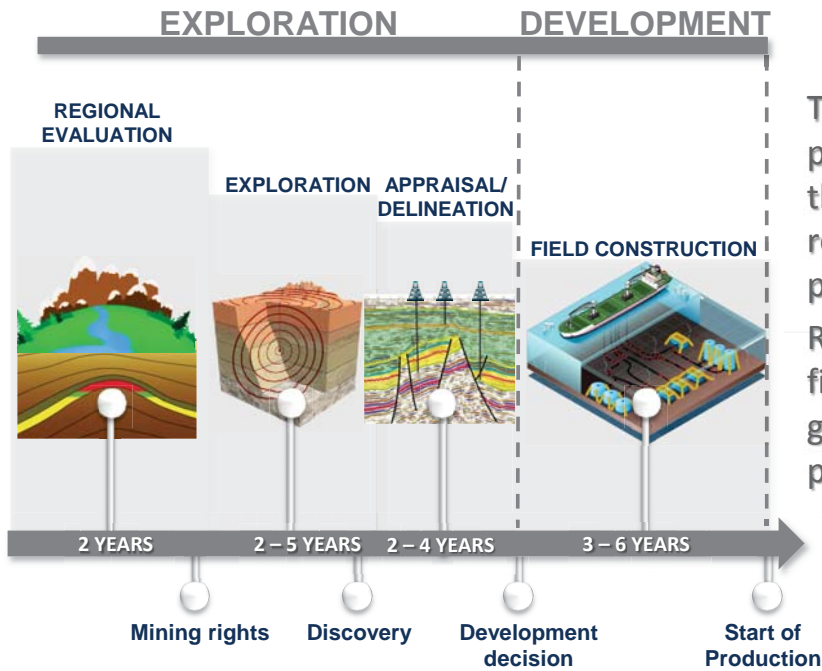 EXPLORATION
DEVELOPMENT
REGIONAL
EVALUATION
EXPLORATION
APPRAISAL/
DELINEATION
FIELD CONSTRUCTION
2 YEARS
2 – 5 YEARS
2 – 4 YEARS
3 – 6 YEARS
Mining rights
Discovery
Development
decision
Start of
Production